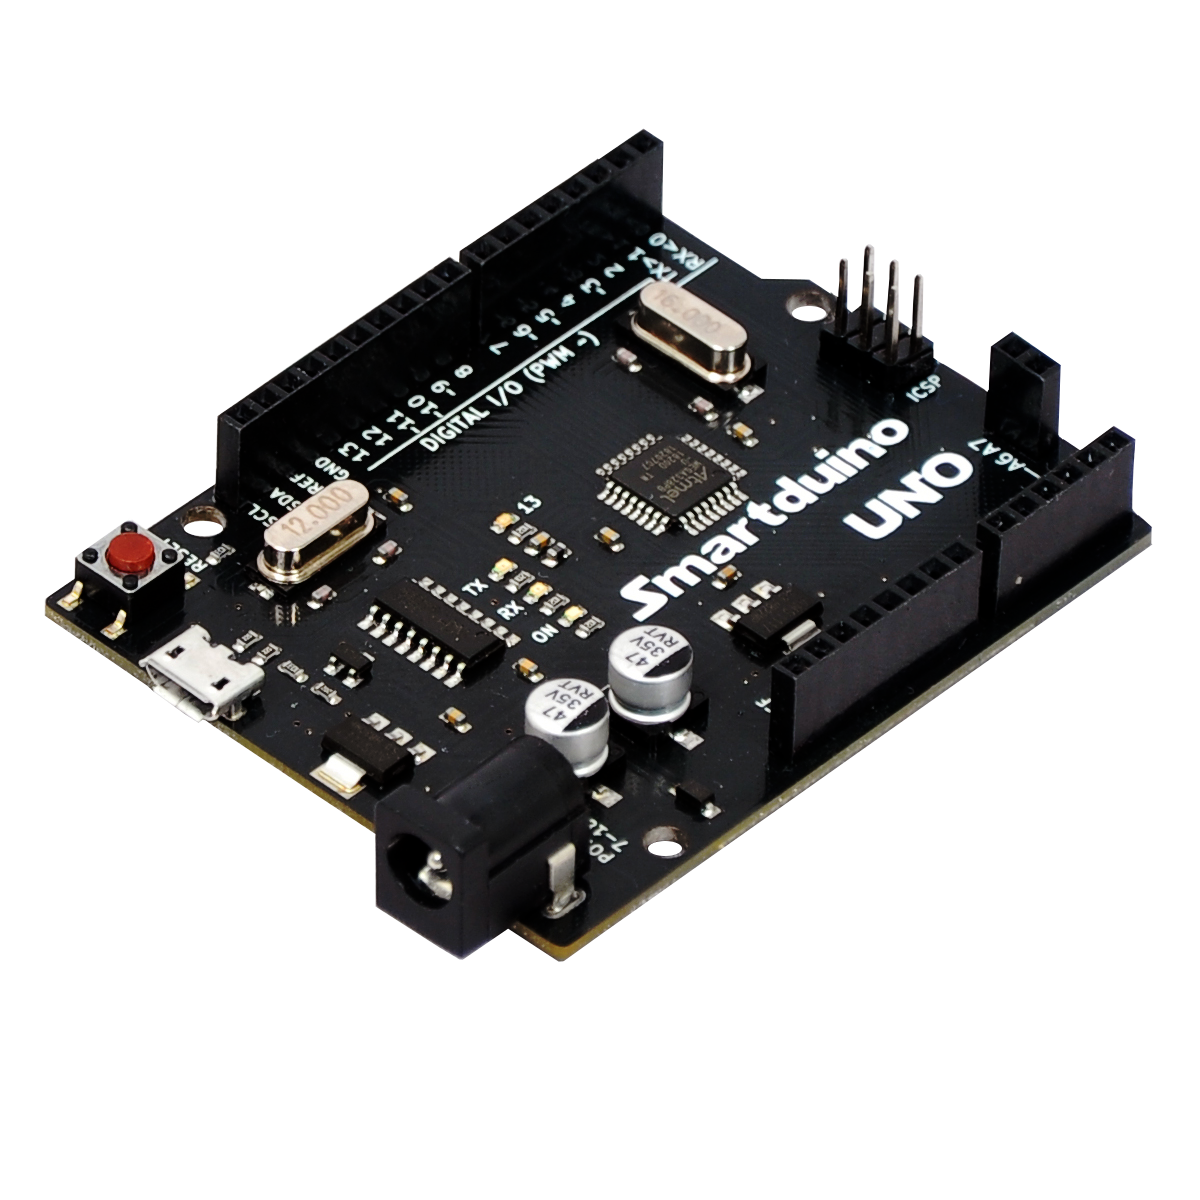 Smartduino
UNO
ICSP
A6 A7
RX<0
TX>1
2
-3
4
-5
-6
7
8
-9
-10
-11
12
13
GND
DIGITAL I/O (PWM -)
SDA
SCL
16.000
12.000
Atmel
13
TX
RX
ON
47
35V
RVT
47
35V
RVT